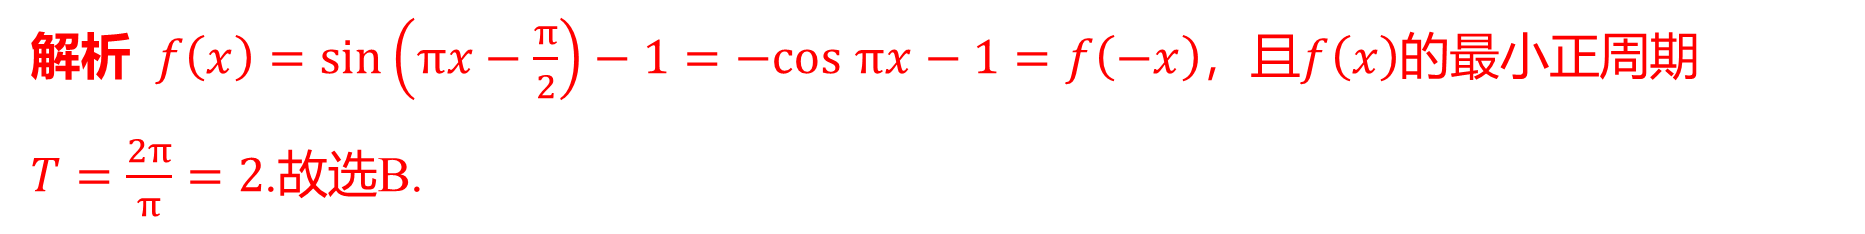 解析 f(x) = sin(πx − π/2) − 1 = −cos πx − 1 = f(−x)，且f(x)的最小正周期
T = 2π/π = 2.故选B.